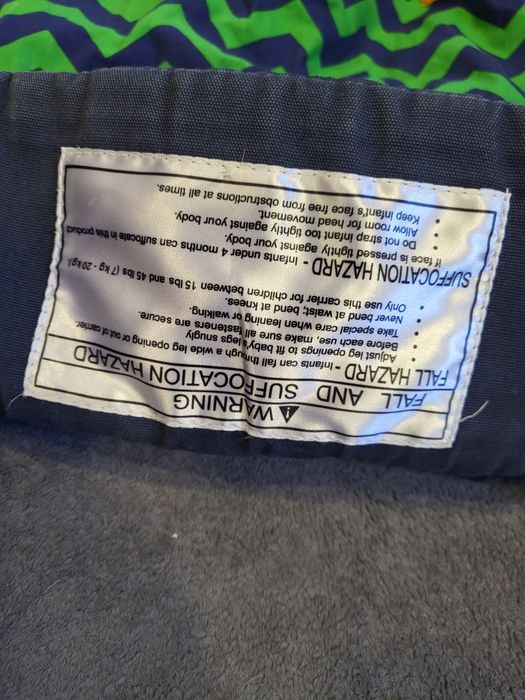 WARNING
FALL AND SUFFOCATION HAZARD
FALL HAZARD - Infants can fall through a wide leg opening or out of carrier.
• Adjust leg openings to fit baby's legs snugly
• Before each use, make sure all fasteners are secure.
• Take special care when leaning or walking.
• Never bend at waist; bend at knees.
• Only use this carrier for children between 15 lbs and 45 lbs (7 kg - 20 kg).
SUFFOCATION HAZARD - Infants under 4 months can suffocate in this product
if face is pressed tightly against your body.
• Do not strap infant too tightly against your body.
• Allow room for head movement.
• Keep infant's face free from obstructions at all times.